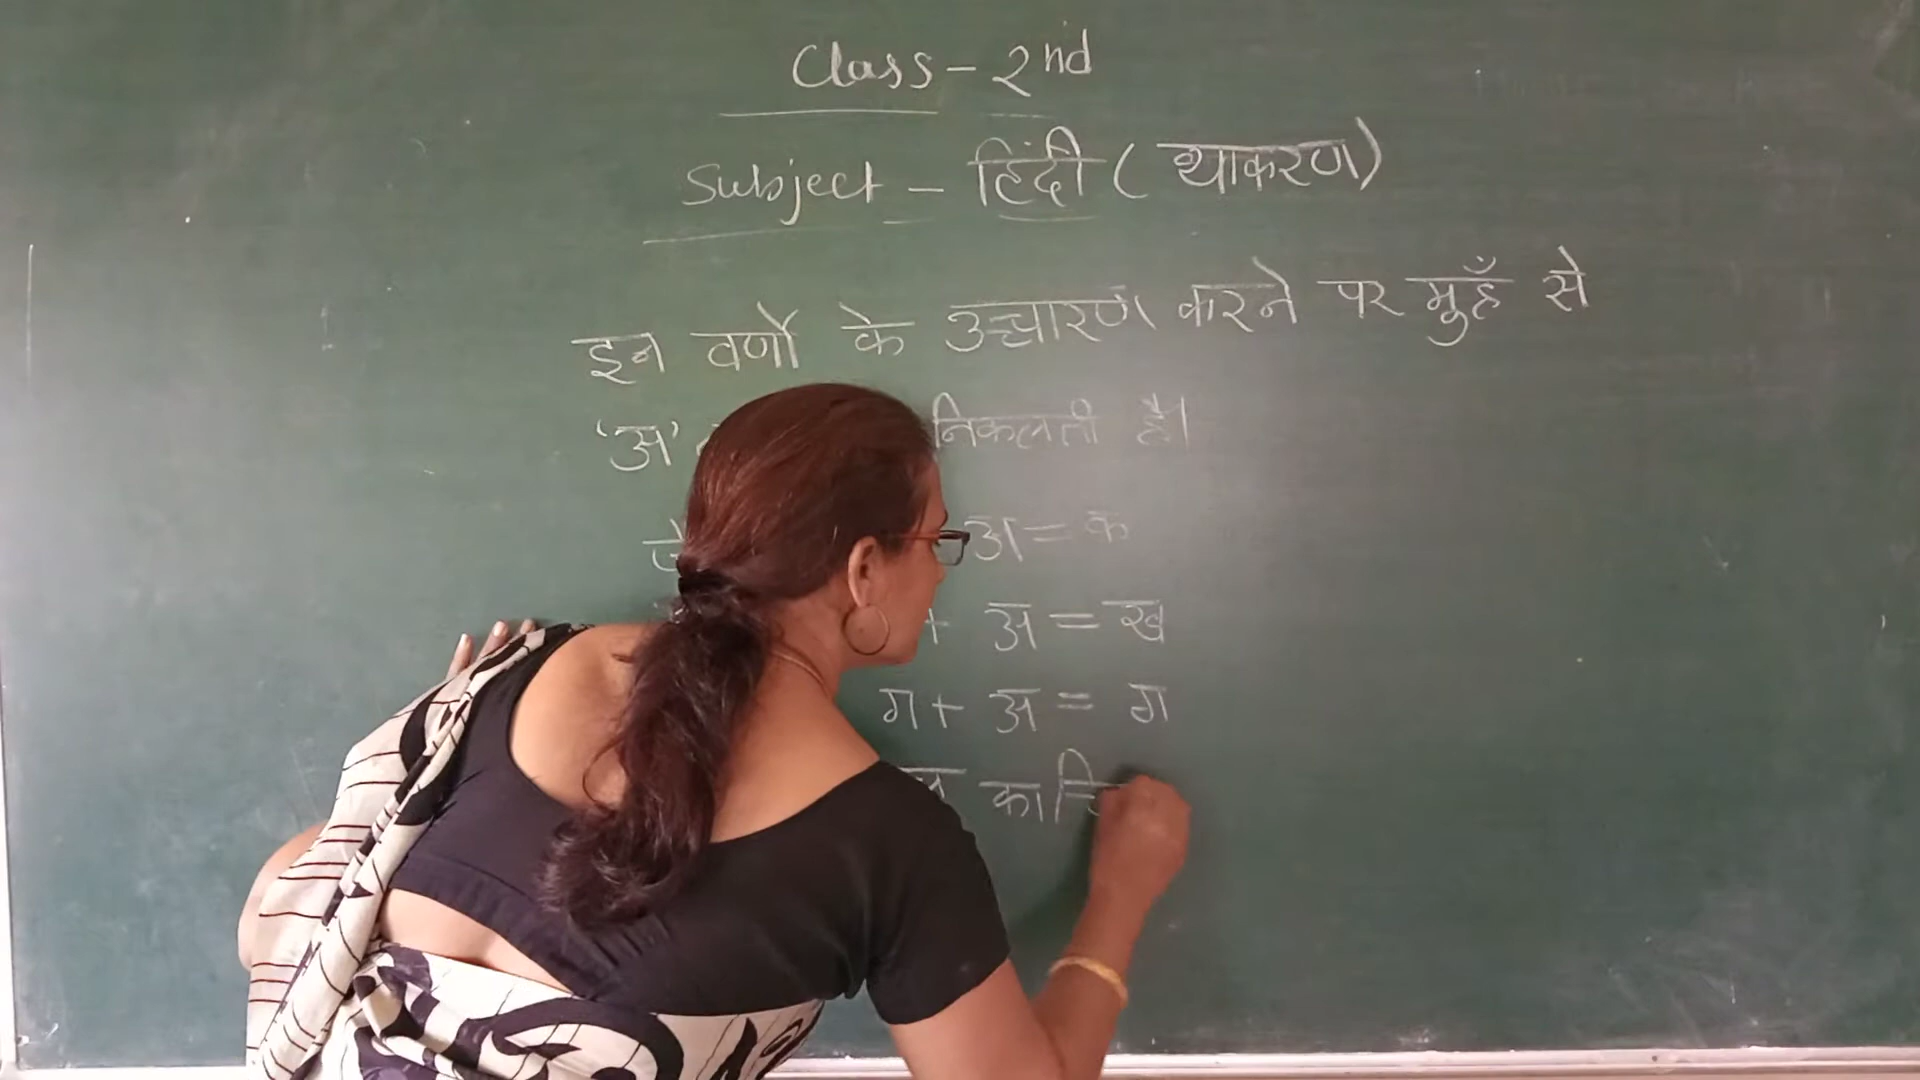 Class - 2nd
Subject - हिंदी ( व्याकरण)
इन वर्णों के उच्चारण करने पर मुहँ से
'अ' निकलती है।
अ = क
+ अ = ख
ग + अ = ग
का